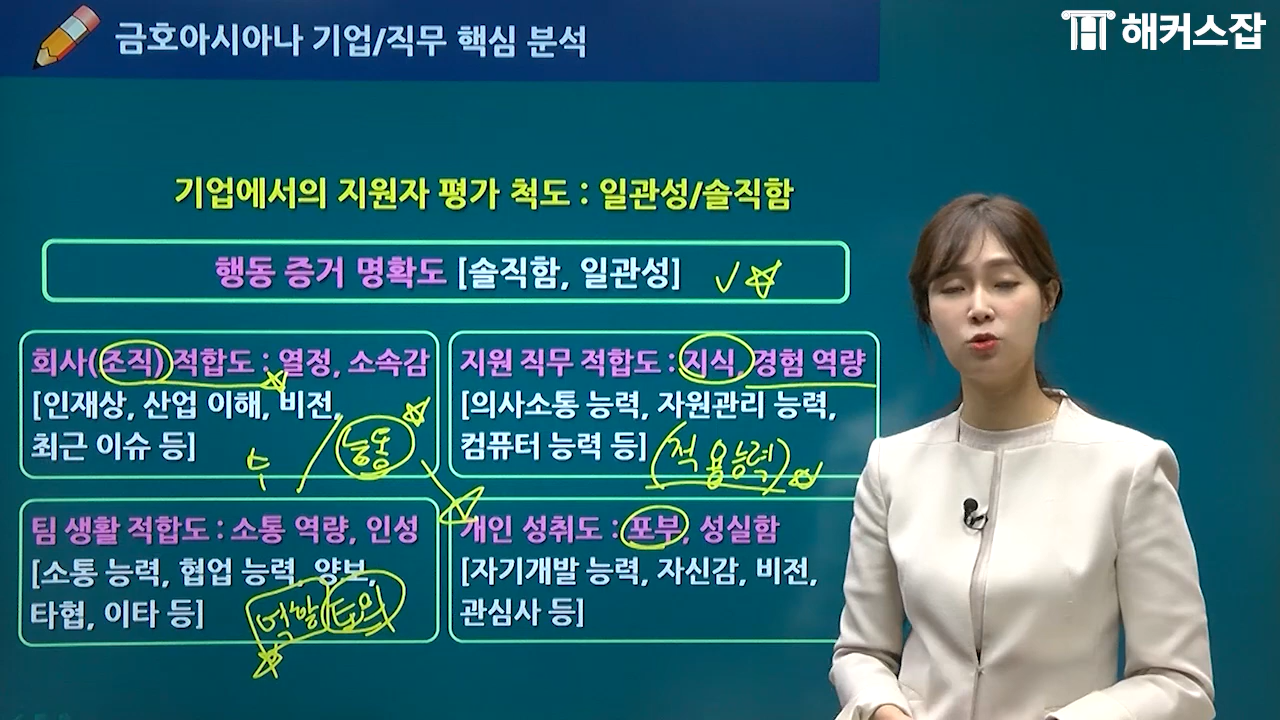 금호아시아나 기업/직무 핵심 분석
해커스잡
기업에서의 지원자 평가 척도 : 일관성/솔직함
행동 증거 명확도 [솔직함, 일관성]
회사(조직) 적합도 : 열정, 소속감
[인재상, 산업 이해, 비전,
최근 이슈 등]
능동
지원 직무 적합도 : 지식, 경험 역량
[의사소통 능력, 자원관리 능력,
컴퓨터 능력 등]
(적용능력)
팀 생활 적합도 : 소통 역량, 인성
[소통 능력, 협업 능력, 양보,
타협, 이타 등]
역량
개인 성취도 : 포부, 성실함
[자기개발 능력, 자신감, 비전,
관심사 등]